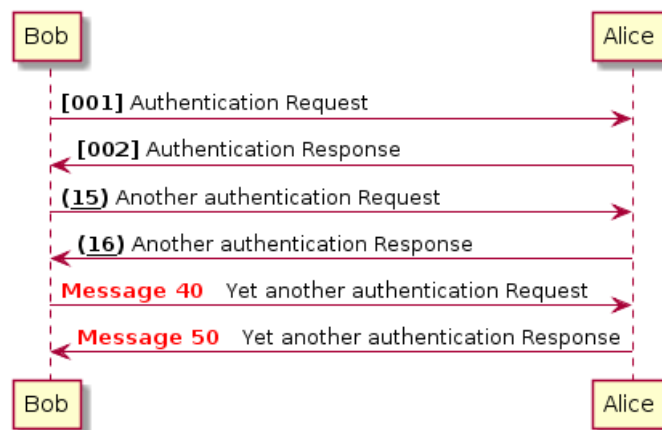 Bob
Alice
[001] Authentication Request
[002] Authentication Response
(15) Another authentication Request
(16) Another authentication Response
Message 40 Yet another authentication Request
Message 50 Yet another authentication Response
Bob
Alice